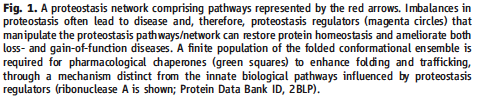 Fig. 1. A proteostasis network comprising pathways represented by the red arrows. Imbalances in
proteostasis often lead to disease and, therefore, proteostasis regulators (magenta circles) that
manipulate the proteostasis pathways/network can restore protein homeostasis and ameliorate both
loss- and gain-of-function diseases. A finite population of the folded conformational ensemble is
required for pharmacological chaperones (green squares) to enhance folding and trafficking,
through a mechanism distinct from the innate biological pathways influenced by proteostasis
regulators (ribonuclease A is shown; Protein Data Bank ID, 2BLP).